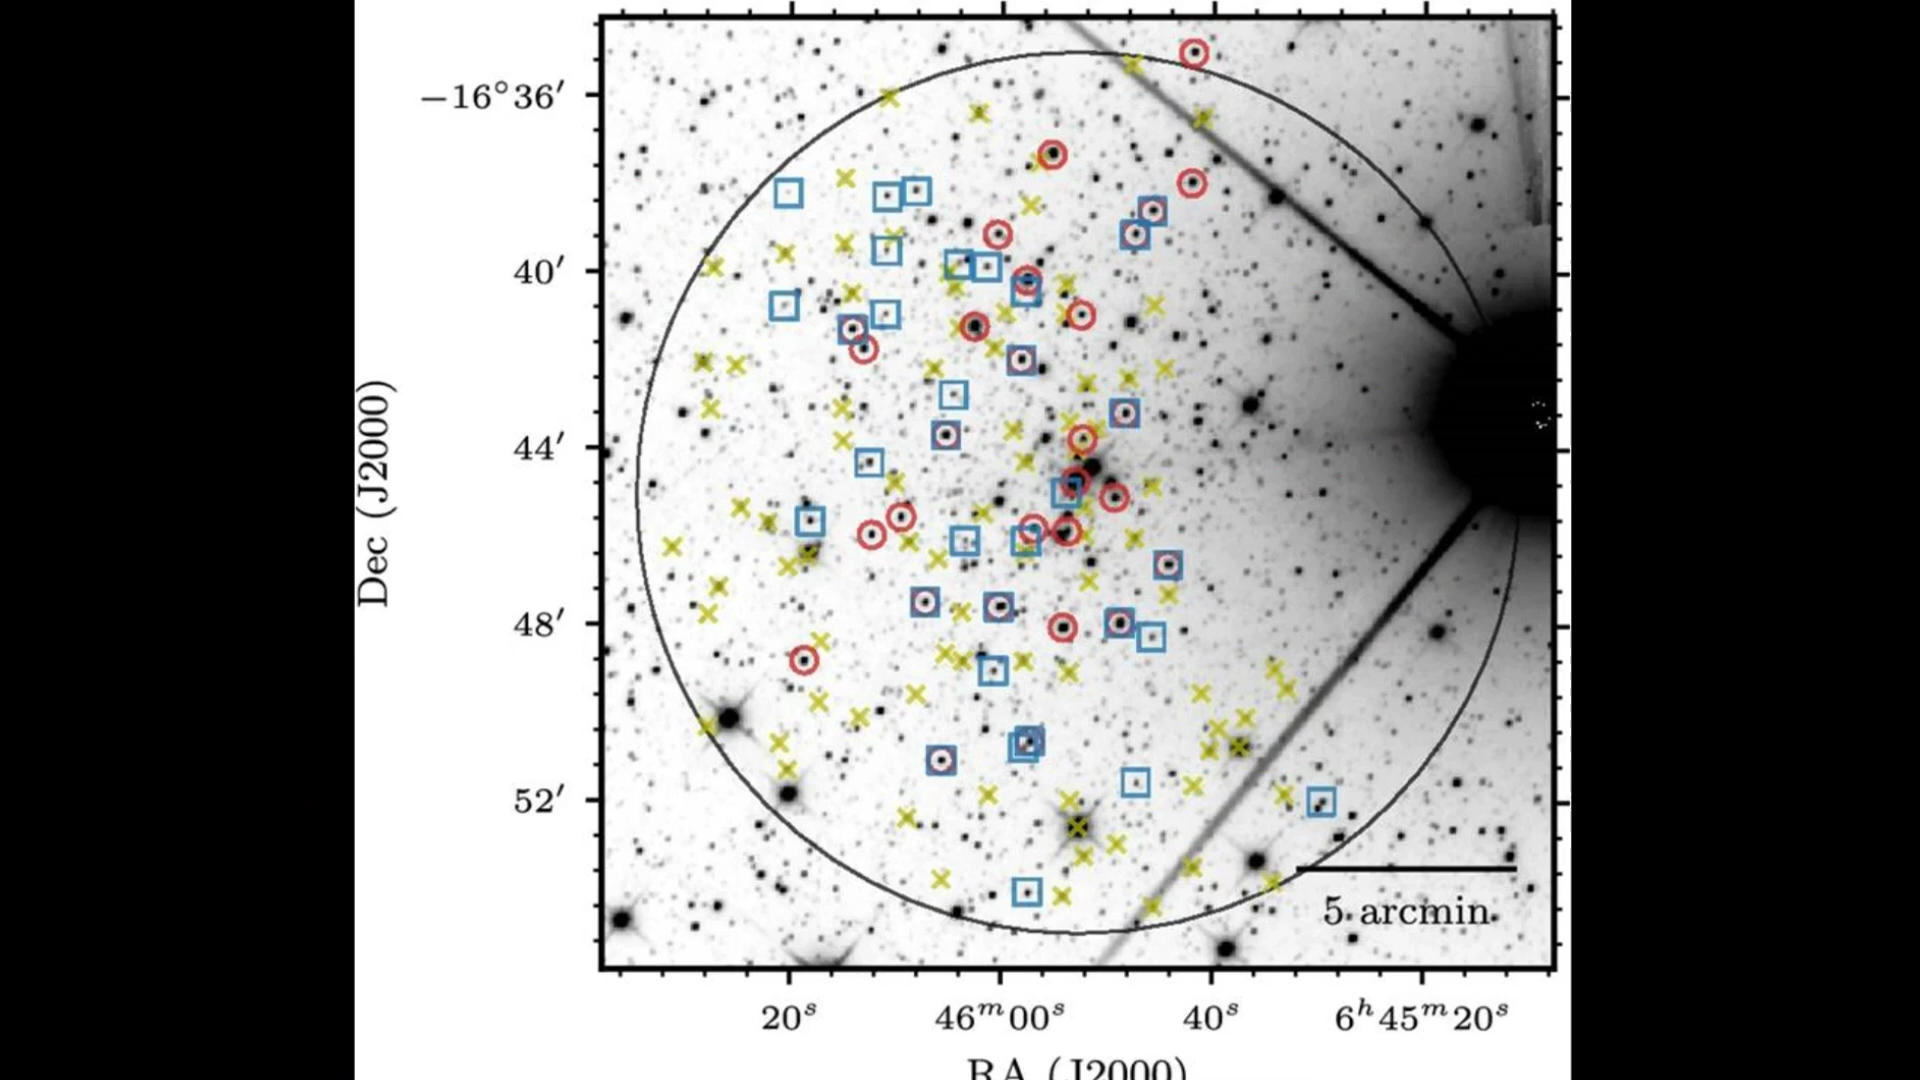 −16°36′
40′
44′
48′
52′
Dec (J2000)
5 arcmin
20ˢ
46ᵐ00ˢ
40ˢ
6ʰ45ᵐ20ˢ
RA (J2000)